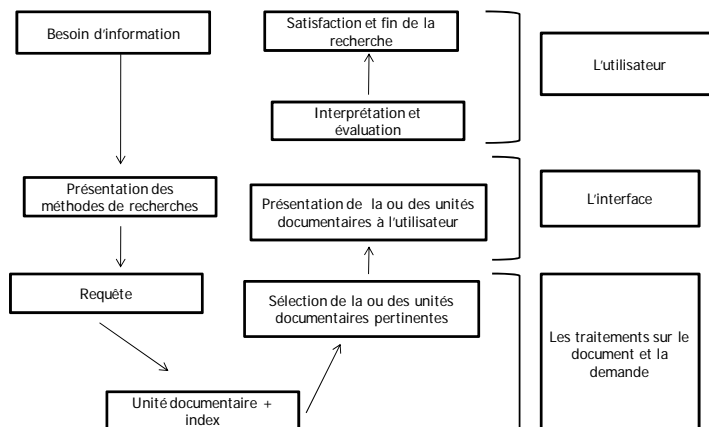 Besoin d'information
Satisfaction et fin de la
recherche
L'utilisateur
Interprétation et
évaluation
Présentation des
méthodes de recherches
Présentation de la ou des unités
documentaires à l'utilisateur
L'interface
Requête
Sélection de la ou des unités
documentaires pertinentes
Les traitements sur le
document et la
demande
Unité documentaire +
index